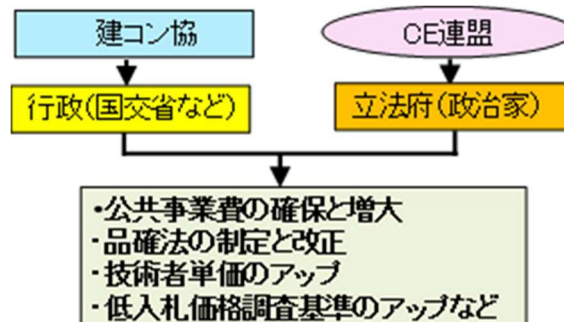 建コン協
CE連盟
行政(国交省など)
立法府(政治家)
・公共事業費の確保と増大
・品確法の制定と改正
・技術者単価のアップ
・低入札価格調査基準のアップなど